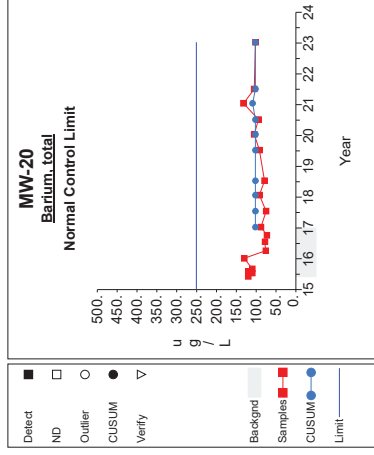 MW-20
Barium, total
Normal Control Limit
500.
450.
400.
350.
300.
250.
200.
150.
100.
50.
0.
u
g
/
L
15
16
17
18
19
20
21
22
23
24
Year
Detect
ND
Outlier
CUSUM
Verify
Backgnd
Samples
CUSUM
Limit